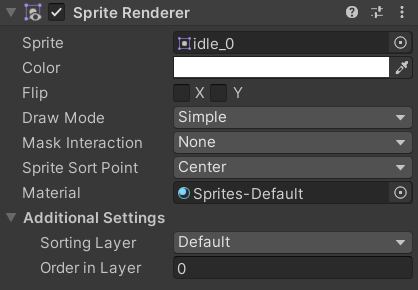 Sprite Renderer
Sprite idle_0
Color
Flip X Y
Draw Mode Simple
Mask Interaction None
Sprite Sort Point Center
Material Sprites-Default
Additional Settings
Sorting Layer Default
Order in Layer 0